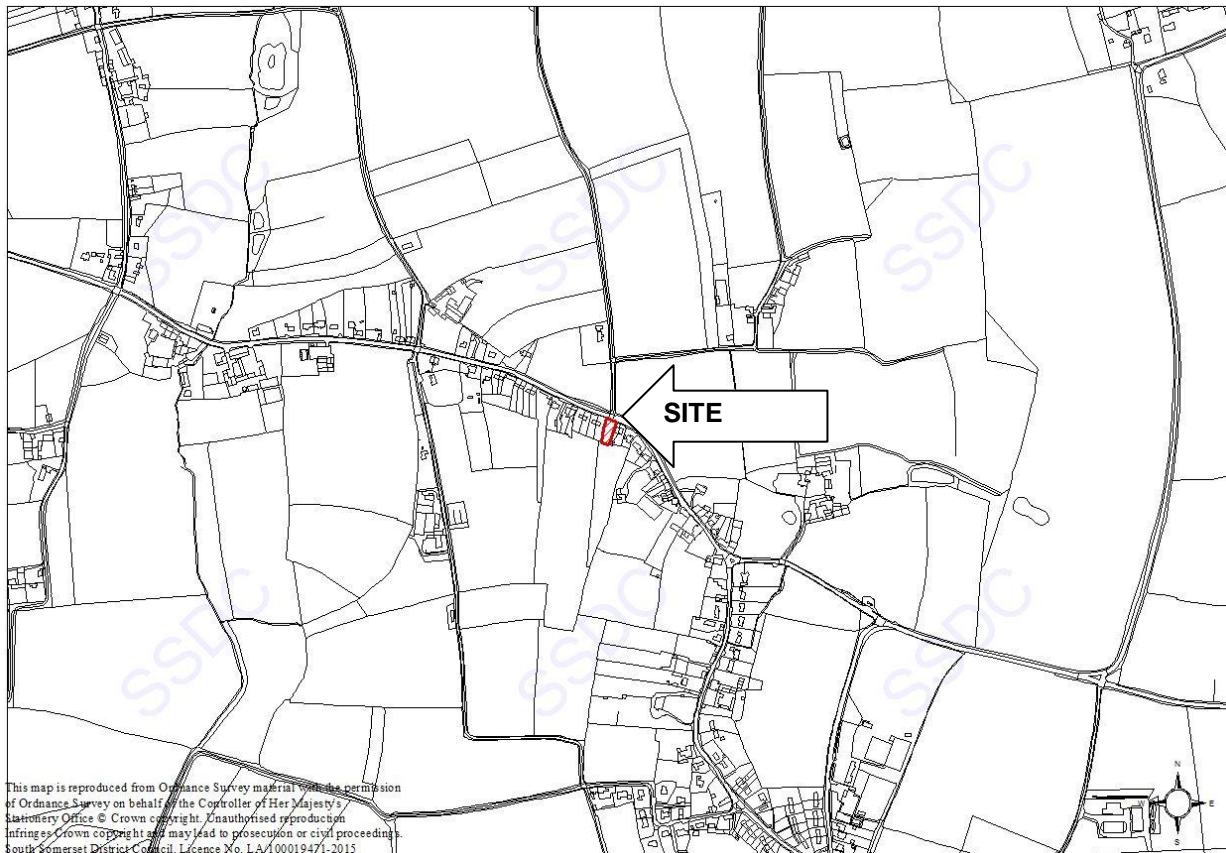 SSDC SSDC SSDC
SITE
SSDC SSDC SSDC
This map is reproduced from Ordnance Survey material with the permission
of Ordnance Survey on behalf of the Controller of Her Majesty's
Stationery Office © Crown copyright. Unauthorised reproduction
infringes Crown copyright and may lead to prosecution or civil proceedings.
South Somerset District Council. Licence No. LA/100019471-2015
N
W E
S